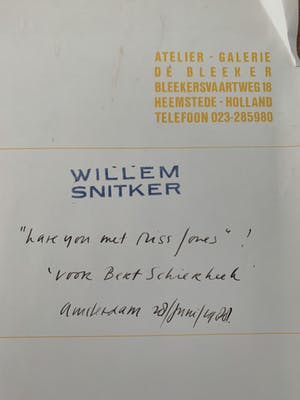 ATELIER - GALERIE
DÉ BLEEKER
BLEEKERSVAARTWEG 18
HEEMSTEDE - HOLLAND
TELEFOON 023-285980
WILLEM
SNITKER
"have you met Miss Jones" !
'voor Bert Schierbeek'
Amsterdam 28/juni/1988.